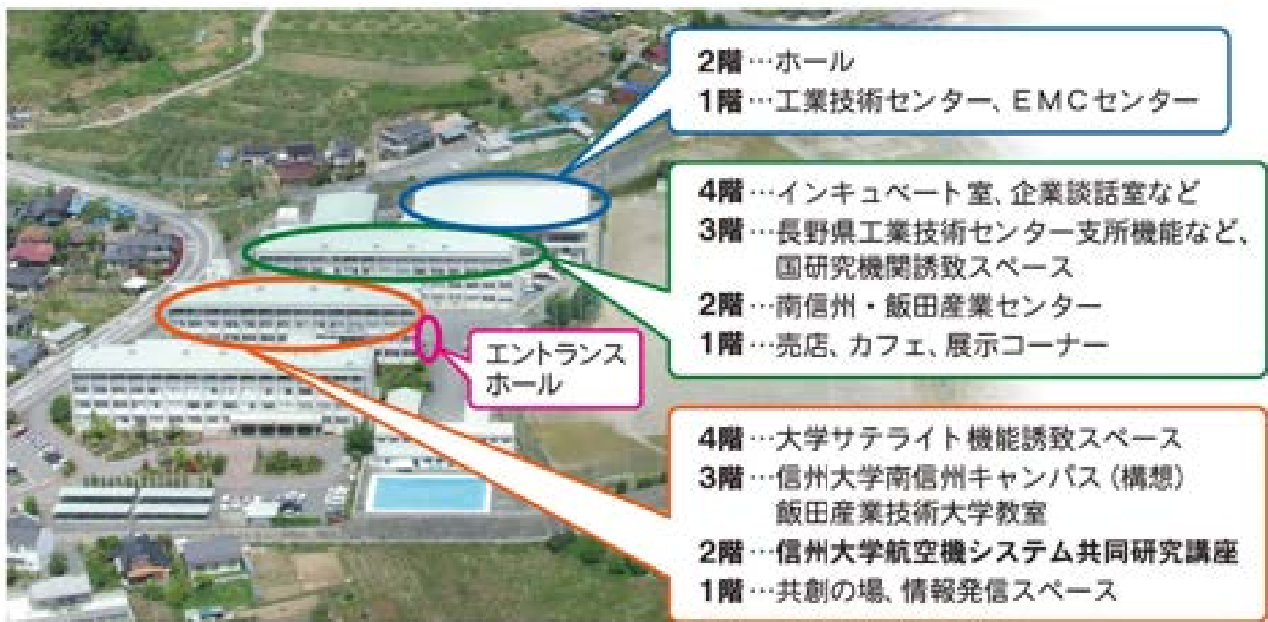 2階…ホール
1階…工業技術センター、EMCセンター
4階…インキュベート室、企業談話室など
3階…長野県工業技術センター支所機能など、
国研究機関誘致スペース
2階…南信州・飯田産業センター
1階…売店、カフェ、展示コーナー
エントランス
ホール
4階…大学サテライト機能誘致スペース
3階…信州大学南信州キャンパス（構想）
飯田産業技術大学教室
2階…信州大学航空機システム共同研究講座
1階…共創の場、情報発信スペース